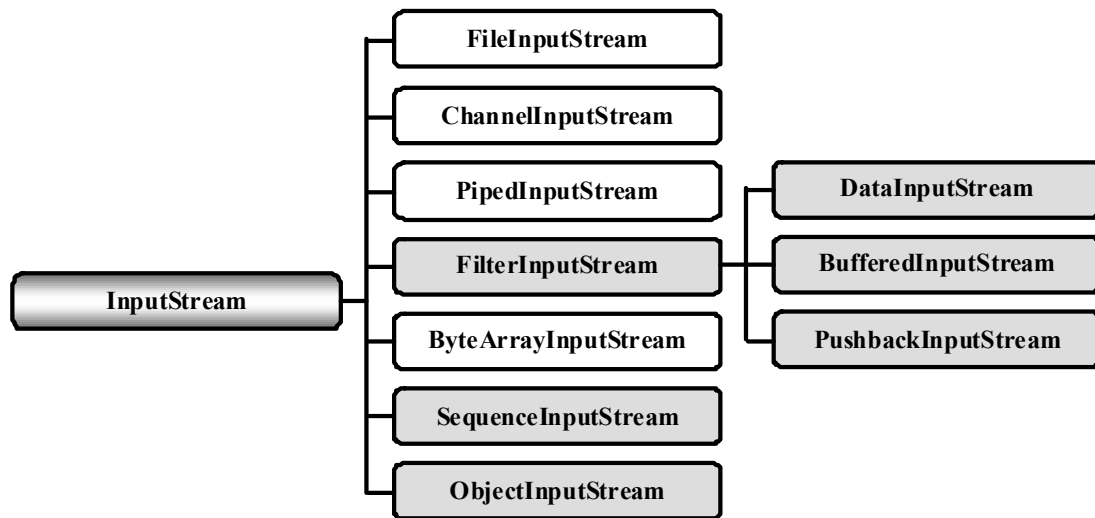 FileInputStream
ChannelInputStream
PipedInputStream
DataInputStream
FilterInputStream
BufferedInputStream
InputStream
ByteArrayInputStream
PushbackInputStream
SequenceInputStream
ObjectInputStream